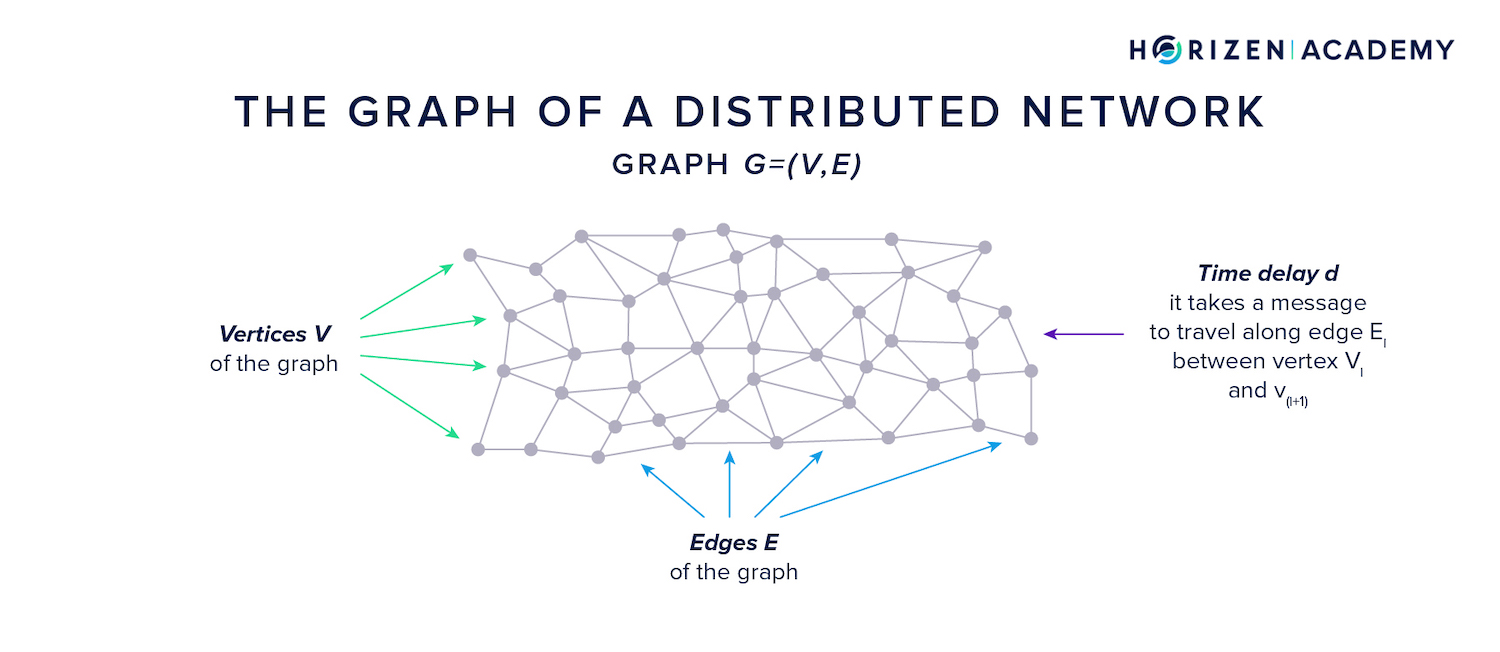 HORIZEN | ACADEMY
THE GRAPH OF A DISTRIBUTED NETWORK
GRAPH G=(V,E)
Time delay d
it takes a message
to travel along edge E_I
between vertex V_I
and v_(I+1)
Vertices V
of the graph
Edges E
of the graph